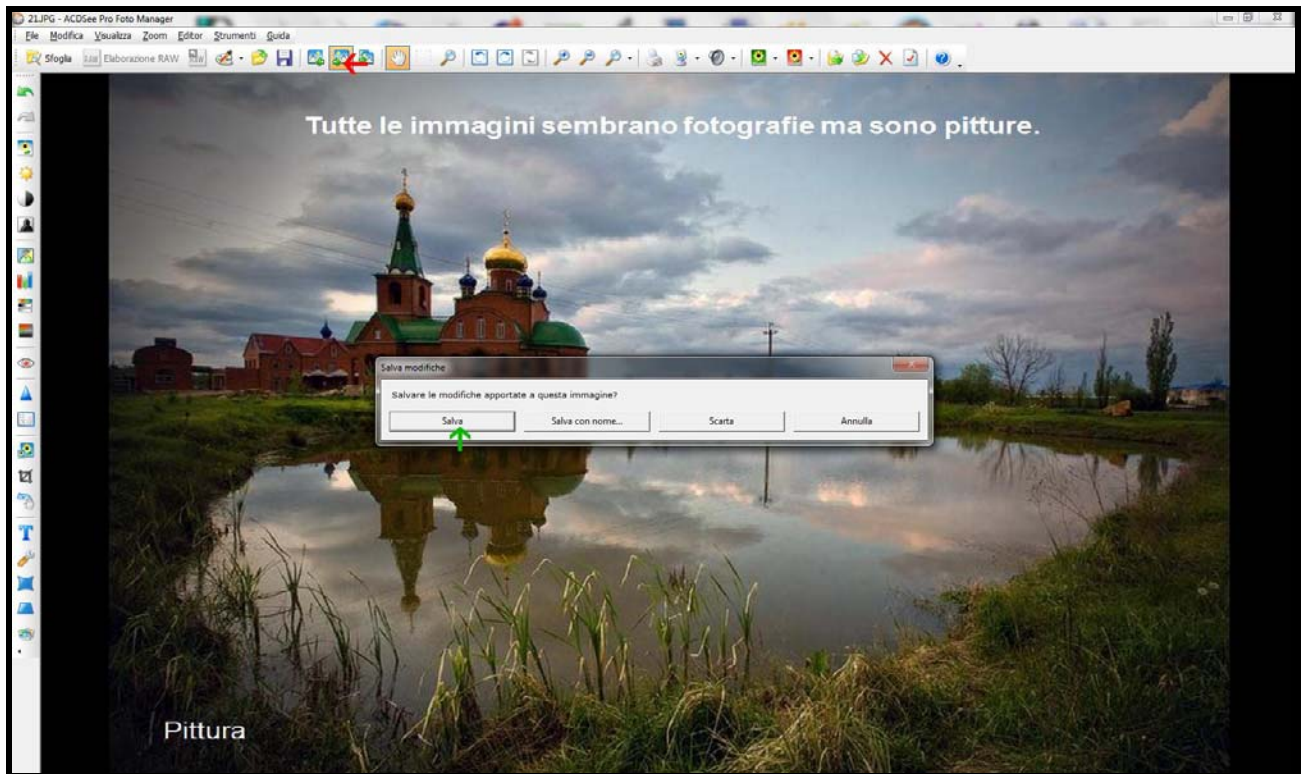 21.JPG - ACDSee Pro Foto Manager
File Modifica Visualizza Zoom Editor Strumenti Guida
Sfoglia RAW Elaborazione RAW
Tutte le immagini sembrano fotografie ma sono pitture.
Salva modifiche
Salvare le modifiche apportate a questa immagine?
Salva Salva con nome... Scarta Annulla
T
Pittura